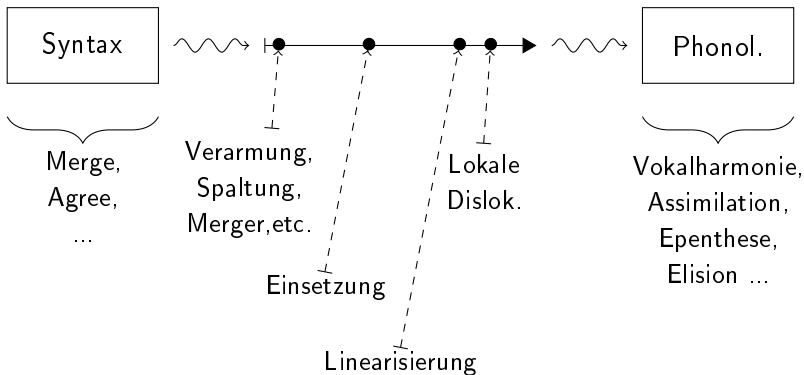 Syntax
Phonol.
Merge,
Agree,
...
Verarmung,
Spaltung,
Merger,etc.
Einsetzung
Linearisierung
Lokale
Dislok.
Vokalharmonie,
Assimilation,
Epenthese,
Elision ...